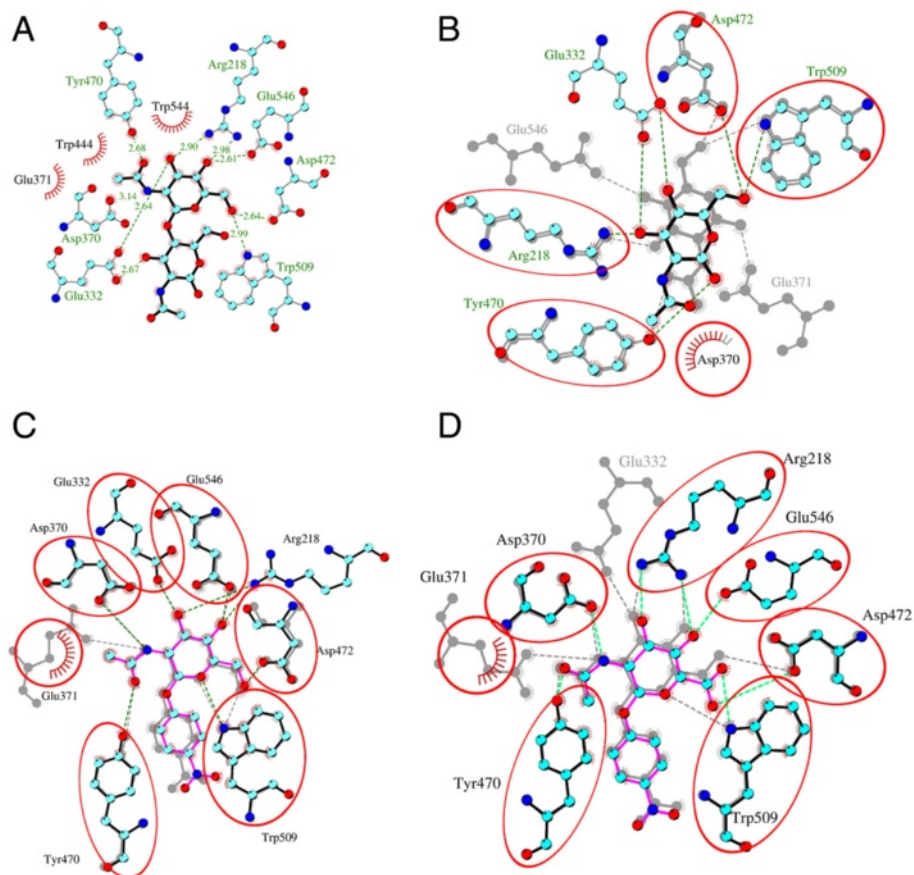 A
Tyr470
Arg218
Trp544
Glu546
Trp444
Glu371
2.68
2.90
2.98
2.61
Asp472
3.14
2.64
2.64
Asp370
2.99
2.67
Glu332
Trp509
B
Asp472
Glu332
Trp509
Glu546
Arg218
Glu371
Tyr470
Asp370
C
Glu332
Glu546
Asp370
Arg218
Asp472
Glu371
Trp509
Tyr470
D
Glu332
Arg218
Asp370
Glu546
Glu371
Asp472
Tyr470
Trp509